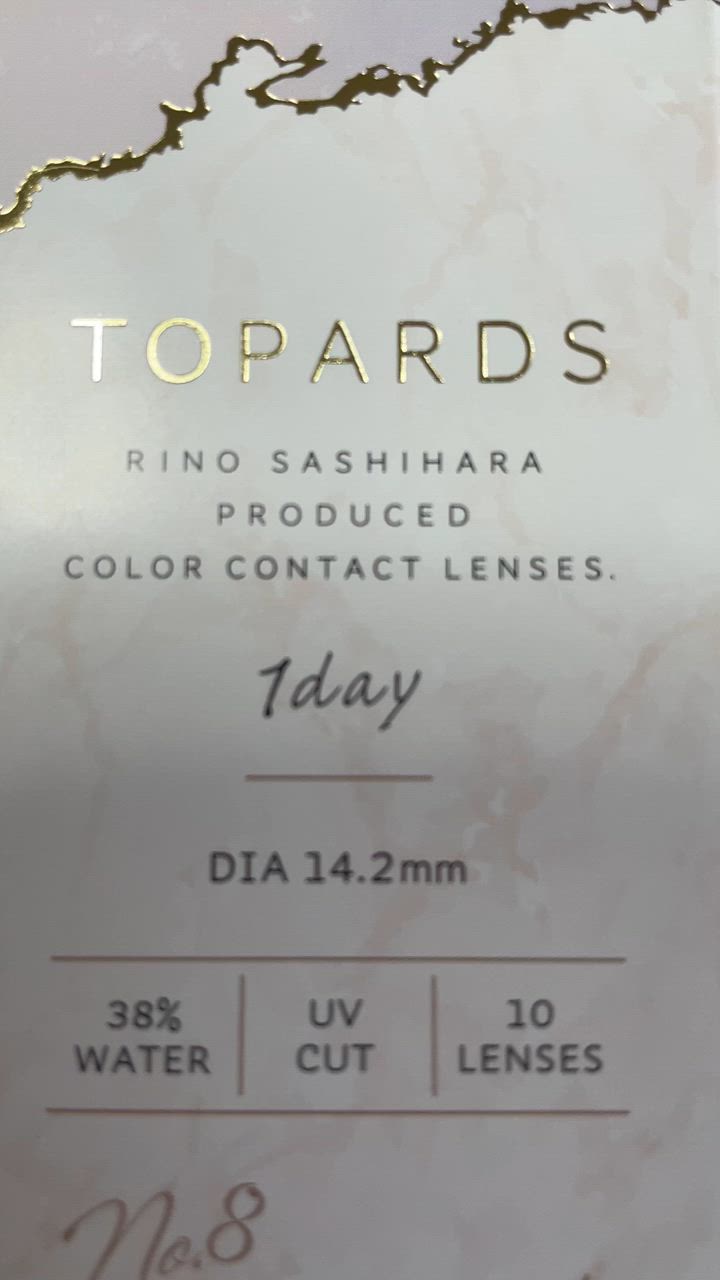 TOPARDS
RINO SASHIHARA
PRODUCED
COLOR CONTACT LENSES.
1day
DIA 14.2mm
38% WATER
UV CUT
10 LENSES
No.8